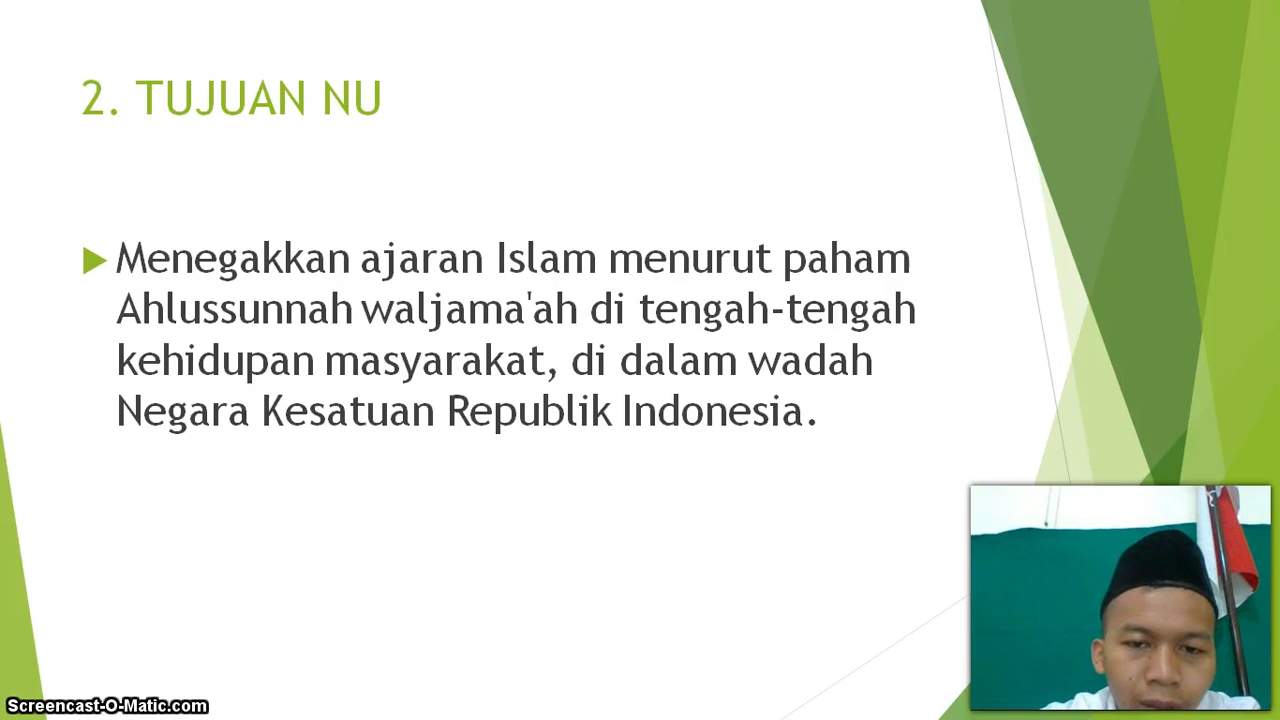 2. TUJUAN NU
Menegakkan ajaran Islam menurut paham
Ahlussunnah waljama'ah di tengah-tengah
kehidupan masyarakat, di dalam wadah
Negara Kesatuan Republik Indonesia.
Screencast-O-Matic.com